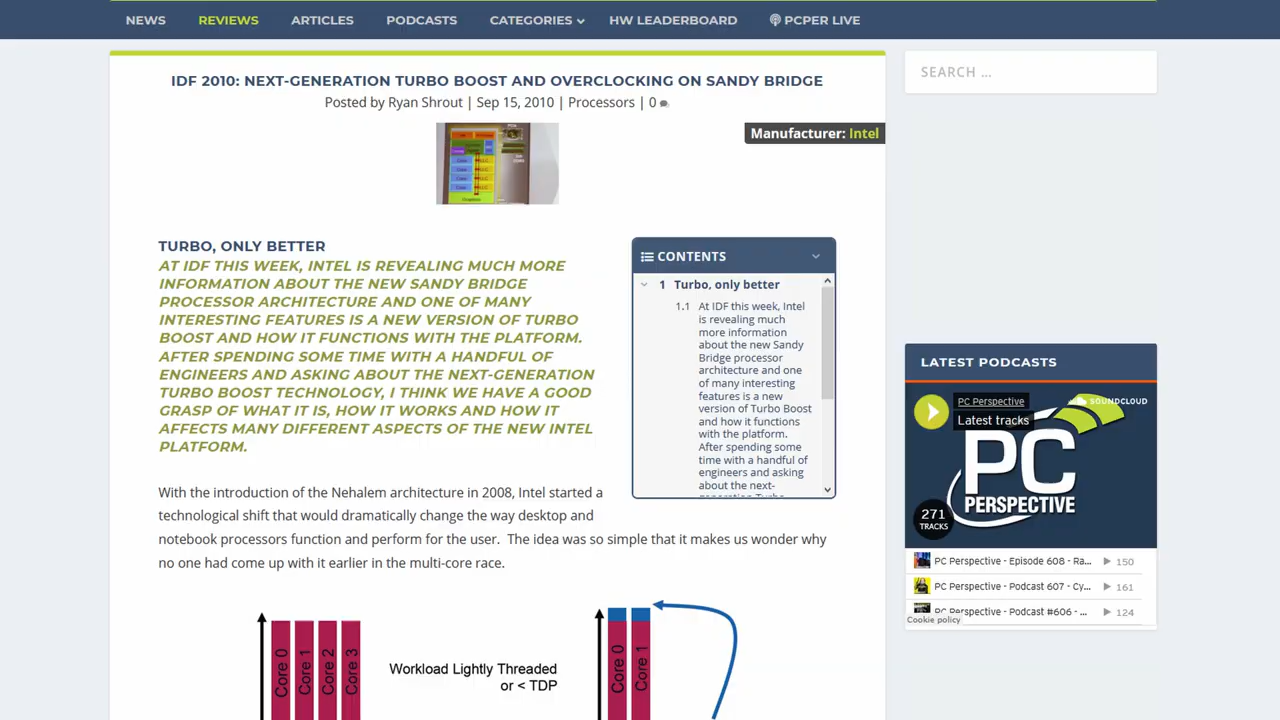 NEWS
REVIEWS
ARTICLES
PODCASTS
CATEGORIES
HW LEADERBOARD
PCPER LIVE
IDF 2010: NEXT-GENERATION TURBO BOOST AND OVERCLOCKING ON SANDY BRIDGE
Posted by Ryan Shrout | Sep 15, 2010 | Processors | 0
Manufacturer: Intel
TURBO, ONLY BETTER
AT IDF THIS WEEK, INTEL IS REVEALING MUCH MORE
INFORMATION ABOUT THE NEW SANDY BRIDGE
PROCESSOR ARCHITECTURE AND ONE OF MANY
INTERESTING FEATURES IS A NEW VERSION OF TURBO
BOOST AND HOW IT FUNCTIONS WITH THE PLATFORM.
AFTER SPENDING SOME TIME WITH A HANDFUL OF
ENGINEERS AND ASKING ABOUT THE NEXT-GENERATION
TURBO BOOST TECHNOLOGY, I THINK WE HAVE A GOOD
GRASP OF WHAT IT IS, HOW IT WORKS AND HOW IT
AFFECTS MANY DIFFERENT ASPECTS OF THE NEW INTEL
PLATFORM.
CONTENTS
1 Turbo, only better
1.1 At IDF this week, Intel
is revealing much
more information
about the new Sandy
Bridge processor
architecture and one
of many interesting
features is a new
version of Turbo Boost
and how it functions
with the platform.
After spending some
time with a handful of
engineers and asking
about the next-
generation Turbo
With the introduction of the Nehalem architecture in 2008, Intel started a
technological shift that would dramatically change the way desktop and
notebook processors function and perform for the user. The idea was so simple that it makes us wonder why
no one had come up with it earlier in the multi-core race.
Core 0
Core 1
Core 2
Core 3
Workload Lightly Threaded
or < TDP
Core 0
Core 1
SEARCH ...
LATEST PODCASTS
PC Perspective
Latest tracks
SOUNDCLOUD
PC
PERSPECTIVE
271
TRACKS
PC Perspective - Episode 608 - Ra... 150
PC Perspective - Podcast 607 - Cy... 161
PC Perspective - Podcast #606 - ... 124
Cookie policy